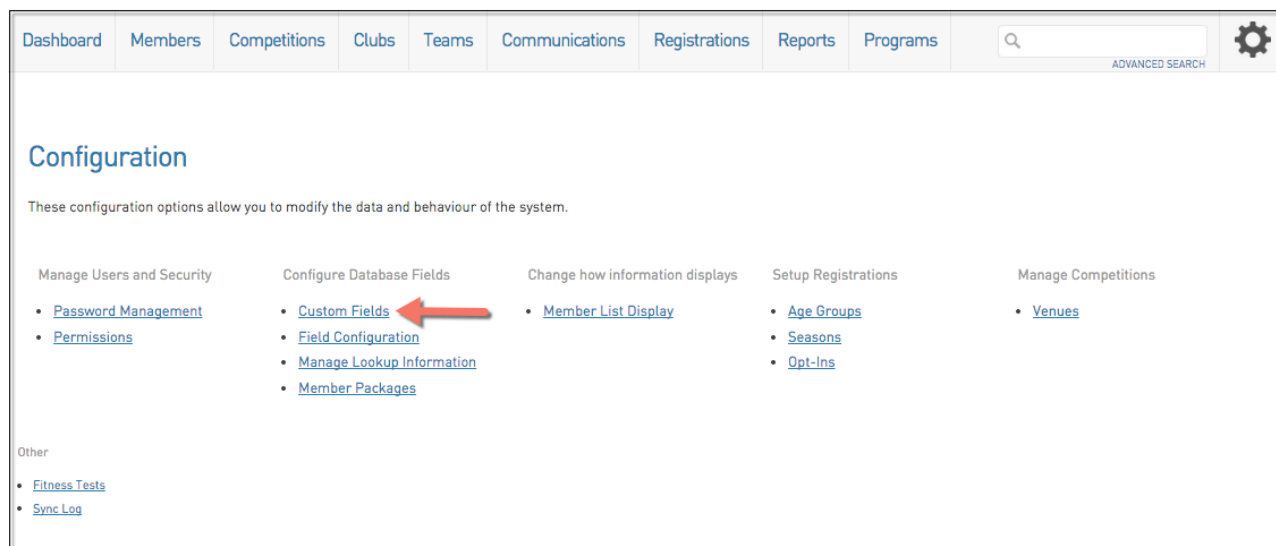 Dashboard Members Competitions Clubs Teams Communications Registrations Reports Programs
ADVANCED SEARCH
Configuration
These configuration options allow you to modify the data and behaviour of the system.
Manage Users and Security
Password Management
Permissions
Configure Database Fields
Custom Fields
Field Configuration
Manage Lookup Information
Member Packages
Change how information displays
Member List Display
Setup Registrations
Age Groups
Seasons
Opt-Ins
Manage Competitions
Venues
Other
Fitness Tests
Sync Log